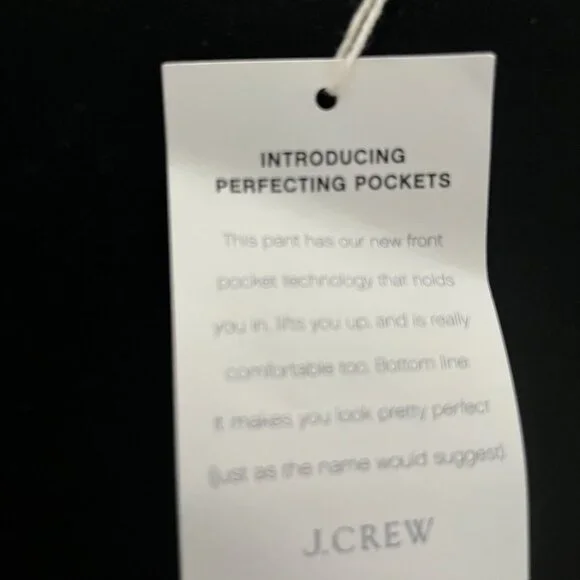 INTRODUCING
PERFECTING POCKETS
This pant has our new front
pocket technology that holds
you in, lifts you up, and is really
comfortable too. Bottom line
it makes you look pretty perfect
(just as the name would suggest).
J.CREW